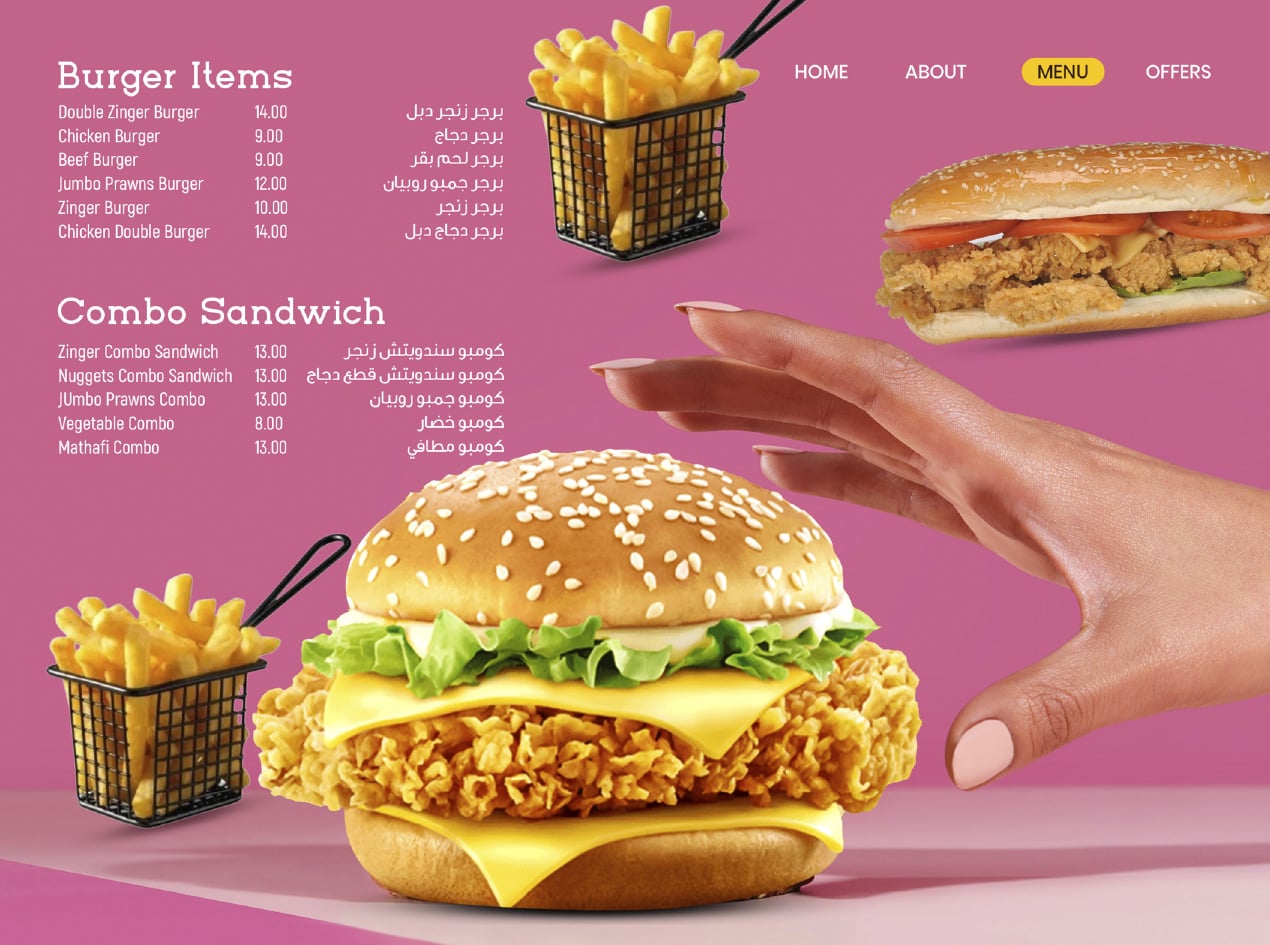 HOME ABOUT MENU OFFERS
Burger Items
Double Zinger Burger 14.00 برجر زنجر دبل
Chicken Burger 9.00 برجر دجاج
Beef Burger 9.00 برجر لحم بقر
Jumbo Prawns Burger 12.00 برجر جمبو روبيان
Zinger Burger 10.00 برجر زنجر
Chicken Double Burger 14.00 برجر دجاج دبل
Combo Sandwich
Zinger Combo Sandwich 13.00 كومبو سندويتش زنجر
Nuggets Combo Sandwich 13.00 كومبو سندويتش قطع دجاج
JUmbo Prawns Combo 13.00 كومبو جمبو روبيان
Vegetable Combo 8.00 كومبو خضار
Mathafi Combo 13.00 كومبو مطافي